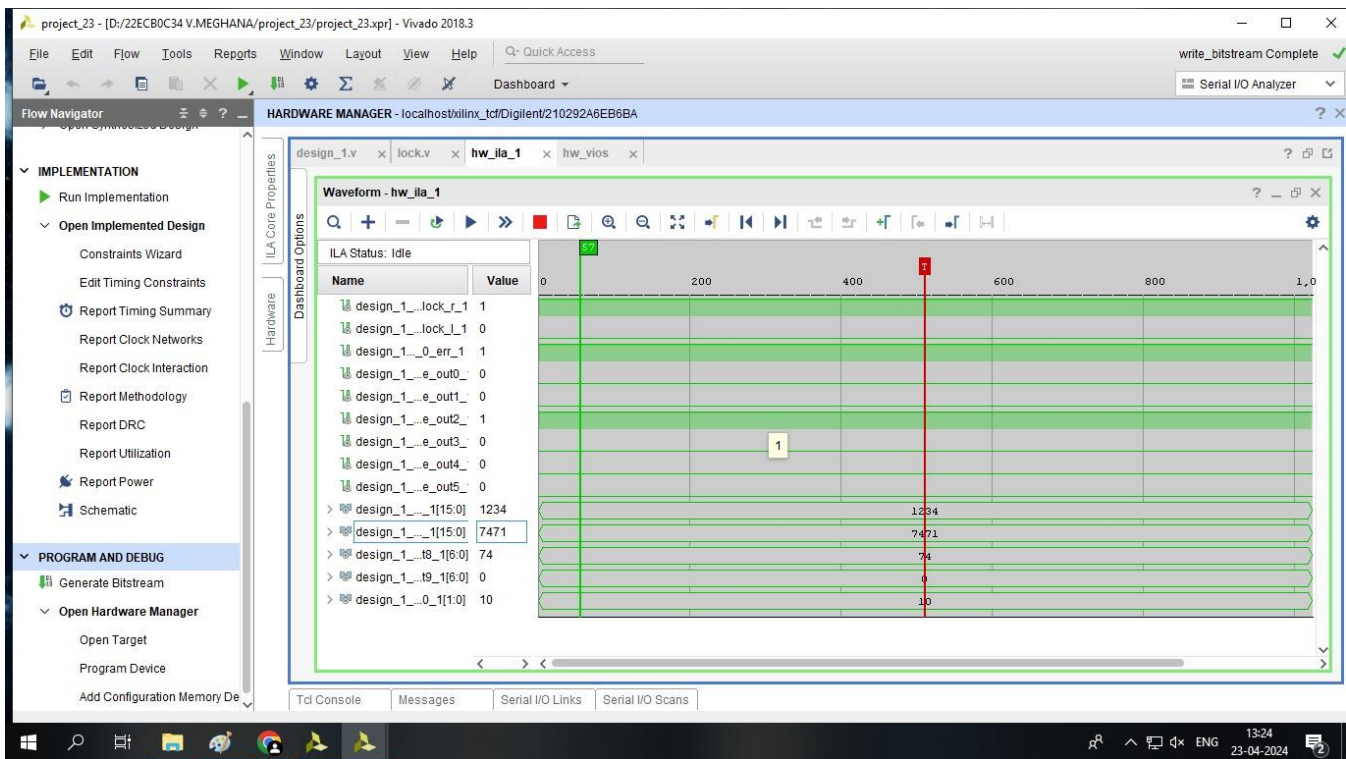 project_23 - [D:/22ECB0C34 V.MEGHANA/project_23/project_23.xpr] - Vivado 2018.3
File Edit Flow Tools Reports Window Layout View Help Q- Quick Access write_bitstream Complete
Dashboard Serial I/O Analyzer
Flow Navigator ? HARDWARE MANAGER - localhost/xilinx_tcf/Digilent/210292A6EB6BA ?
IMPLEMENTATION
Run Implementation
Open Implemented Design
Constraints Wizard
Edit Timing Constraints
Report Timing Summary
Report Clock Networks
Report Clock Interaction
Report Methodology
Report DRC
Report Utilization
Report Power
Schematic
PROGRAM AND DEBUG
Generate Bitstream
Open Hardware Manager
Open Target
Program Device
Add Configuration Memory De
ILA Core Properties
Hardware
Dashboard Options
design_1.v lock.v hw_ila_1 hw_vios ?
Waveform - hw_ila_1 ?
ILA Status: Idle 57
T
Name Value 0 200 400 600 800 1,0
design_1_...lock_r_1 1
design_1_...lock_l_1 0
design_1..._0_err_1 1
design_1_...e_out0_ 0
design_1_...e_out1_ 0
design_1_...e_out2_ 1
design_1_...e_out3_ 0
1
design_1_...e_out4_ 0
design_1_...e_out5_ 0
design_1_..._1[15:0] 1234 1234
design_1_..._1[15:0] 7471 7471
design_1_...t8_1[6:0] 74 74
design_1_...t9_1[6:0] 0 0
design_1_...0_1[1:0] 10 10
Tcl Console Messages Serial I/O Links Serial I/O Scans
ENG 13:24
23-04-2024 2